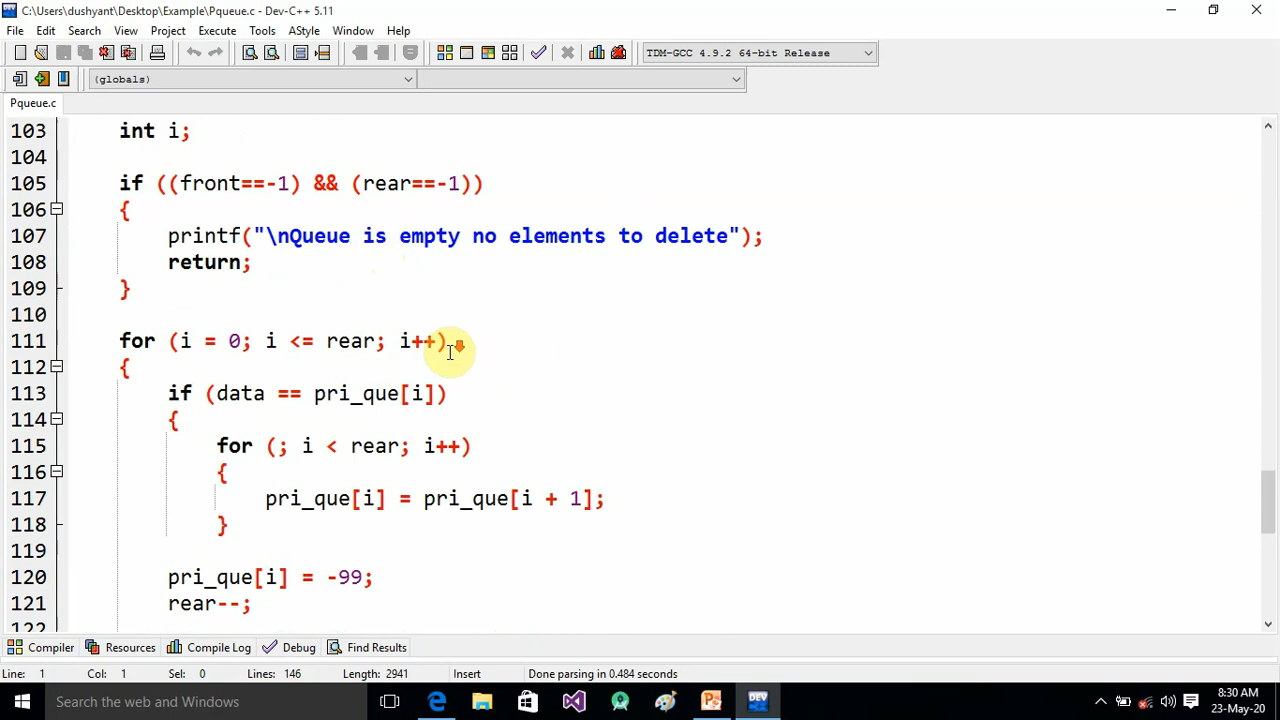 C:\Users\dushyant\Desktop\Example\Pqueue.c - Dev-C++ 5.11
File Edit Search View Project Execute Tools AStyle Window Help
TDM-GCC 4.9.2 64-bit Release
(globals)
Pqueue.c
103 int i;
104
105 if ((front==-1) && (rear==-1))
106 {
107 printf("\nQueue is empty no elements to delete");
108 return;
109 }
110
111 for (i = 0; i <= rear; i++)
112 {
113 if (data == pri_que[i])
114 {
115 for (; i < rear; i++)
116 {
117 pri_que[i] = pri_que[i + 1];
118 }
119
120 pri_que[i] = -99;
121 rear--;
122
Compiler Resources Compile Log Debug Find Results
Line: 1 Col: 1 Sel: 0 Lines: 146 Length: 2941 Insert Done parsing in 0.484 seconds
Search the web and Windows
DEV
8:30 AM
23-May-20